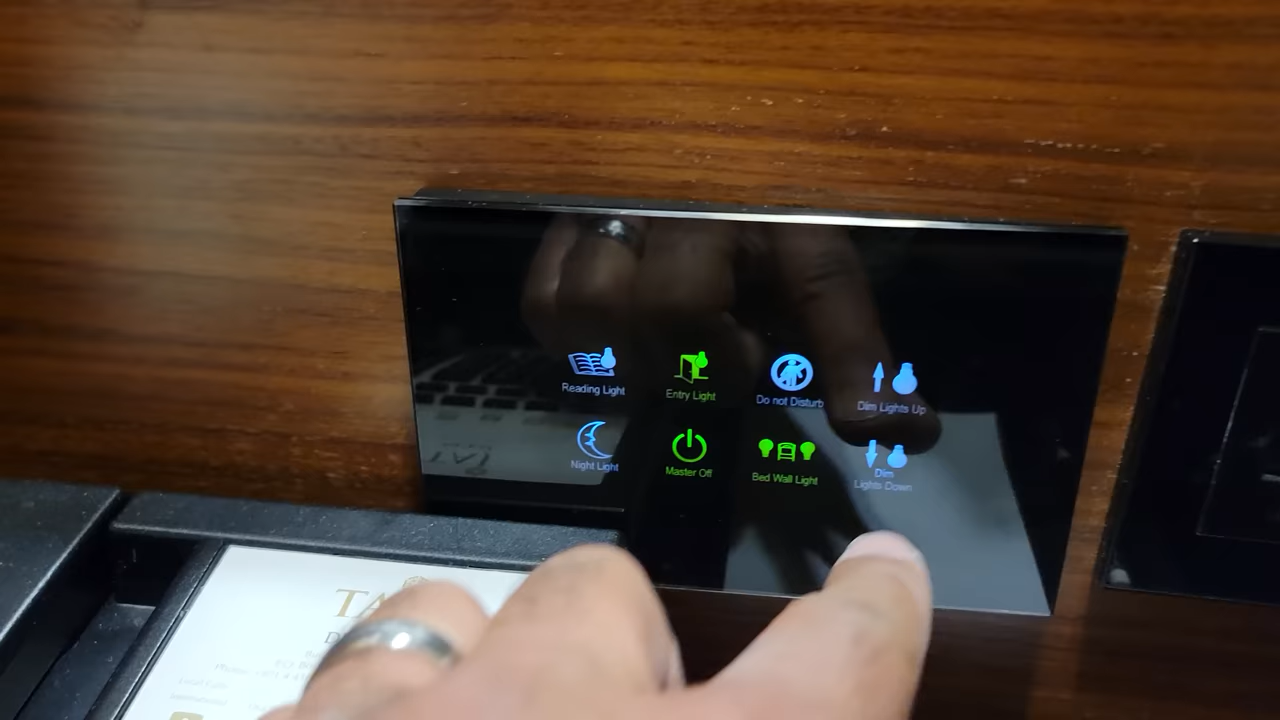 Reading Light
Entry Light
Do not Disturb
Dim Lights Up
Night Light
Master Off
Bed Wall Light
Dim
Lights Down
TA